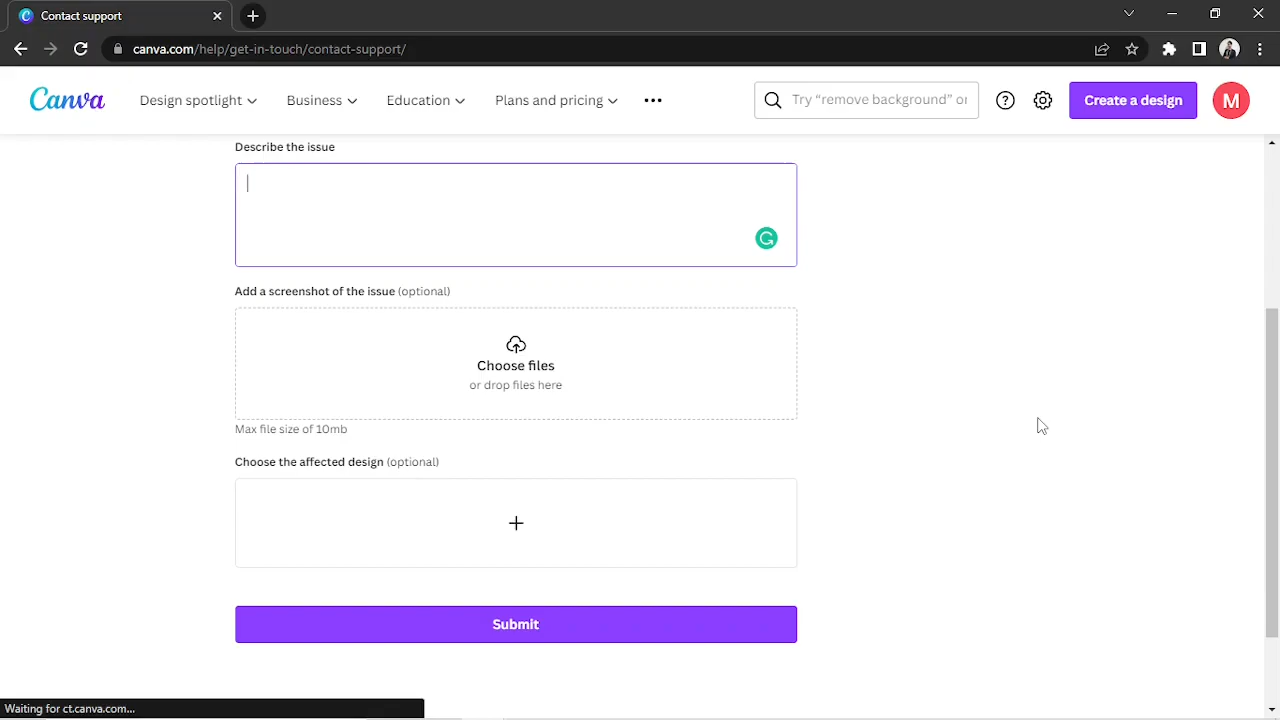 Contact support
canva.com/help/get-in-touch/contact-support/
Canva
Design spotlight
Business
Education
Plans and pricing
Try “remove background” or
Create a design
M
Describe the issue
Add a screenshot of the issue (optional)
Choose files
or drop files here
Max file size of 10mb
Choose the affected design (optional)
Submit
Waiting for ct.canva.com...